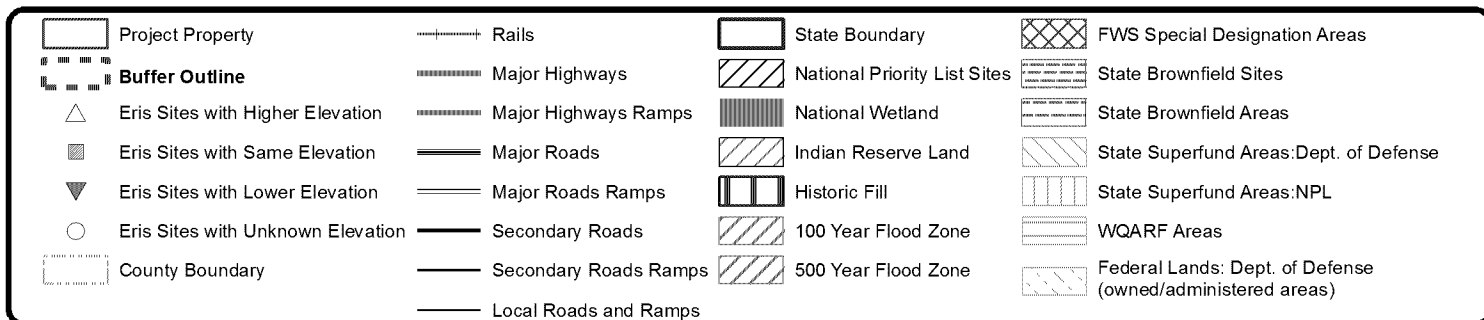 Project Property
Buffer Outline
Eris Sites with Higher Elevation
Eris Sites with Same Elevation
Eris Sites with Lower Elevation
Eris Sites with Unknown Elevation
County Boundary
Rails
Major Highways
Major Highways Ramps
Major Roads
Major Roads Ramps
Secondary Roads
Secondary Roads Ramps
Local Roads and Ramps
State Boundary
National Priority List Sites
National Wetland
Indian Reserve Land
Historic Fill
100 Year Flood Zone
500 Year Flood Zone
FWS Special Designation Areas
State Brownfield Sites
State Brownfield Areas
State Superfund Areas:Dept. of Defense
State Superfund Areas:NPL
WQARF Areas
Federal Lands: Dept. of Defense
(owned/administered areas)